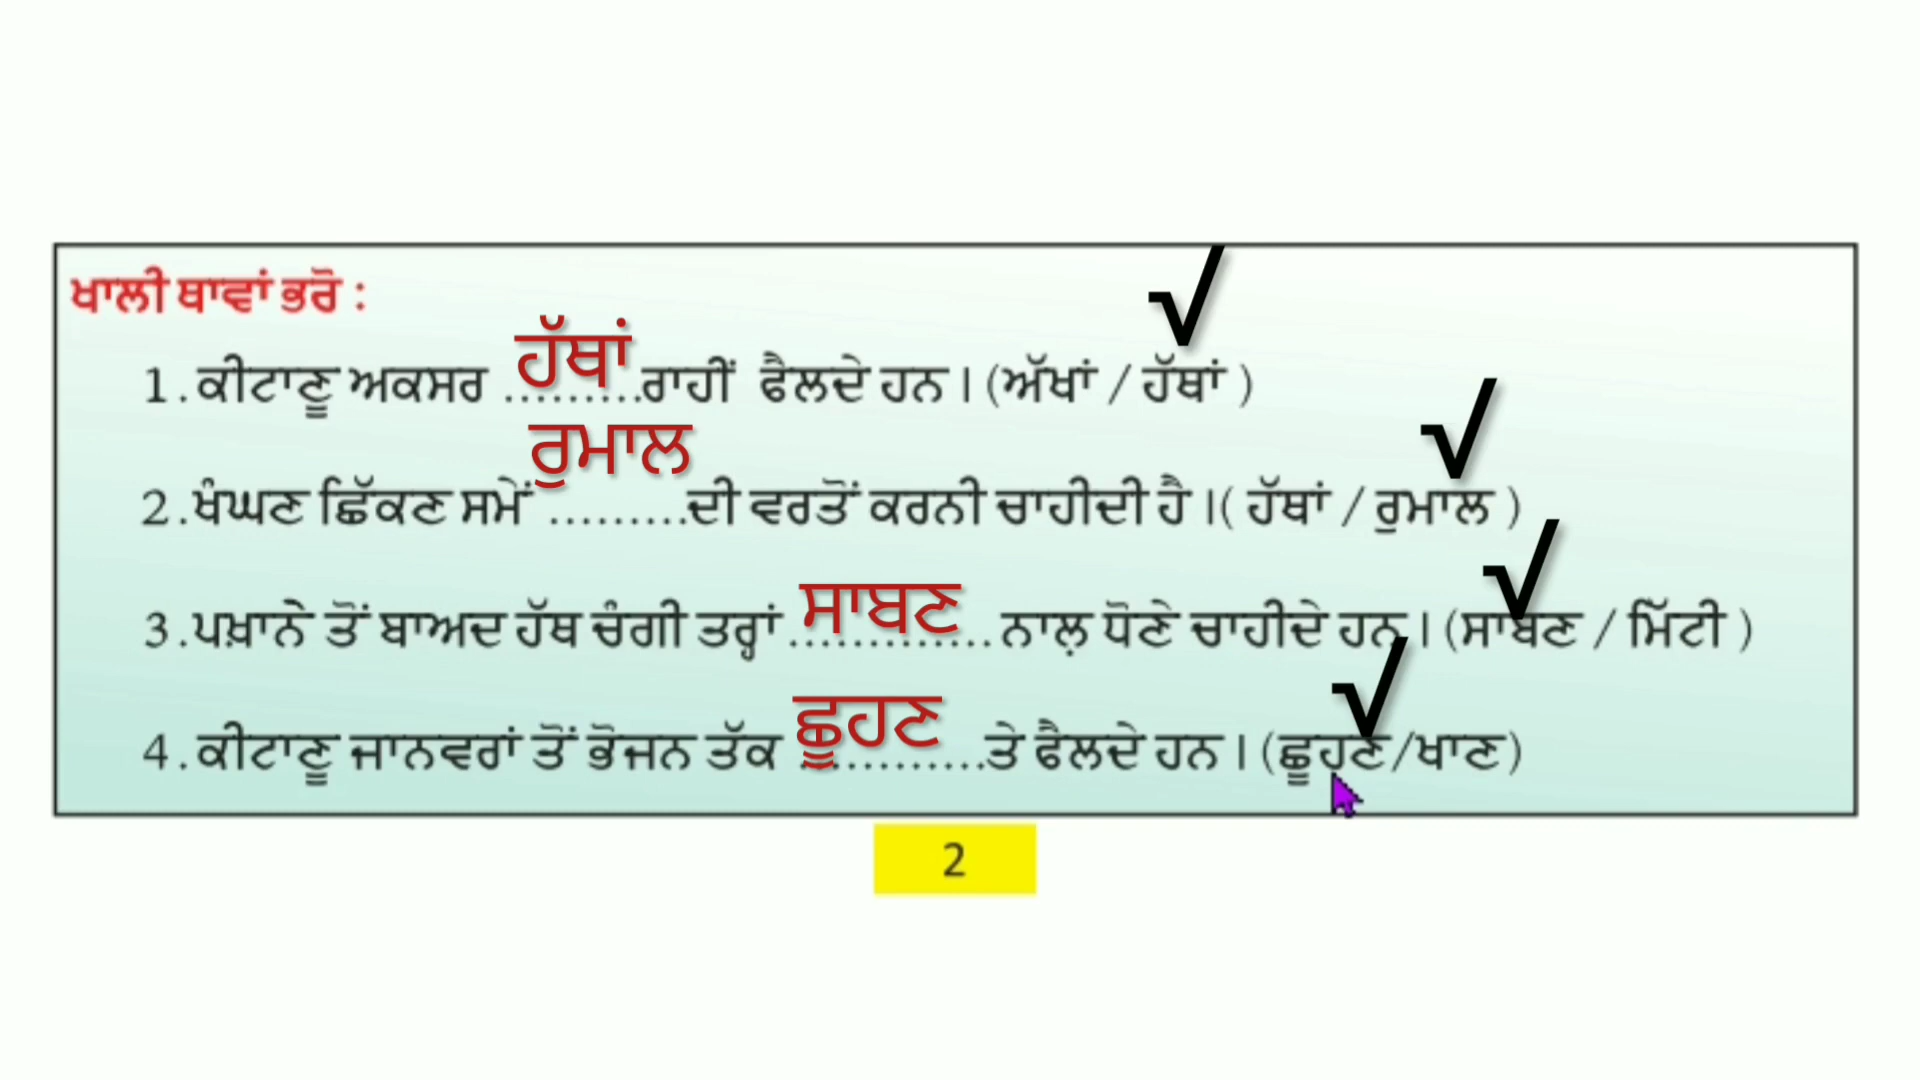 ਖਾਲੀ ਥਾਵਾਂ ਭਰੋ :
1.ਕੀਟਾਣੂ ਅਕਸਰ .........ਰਾਹੀਂ ਫੈਲਦੇ ਹਨ।(ਅੱਖਾਂ / ਹੱਥਾਂ ) √
ਹੱਥਾਂ
2.ਖੰਘਣ ਛਿੱਕਣ ਸਮੇਂ .........ਦੀ ਵਰਤੋਂ ਕਰਨੀ ਚਾਹੀਦੀ ਹੈ।( ਹੱਥਾਂ / ਰੁਮਾਲ ) √
ਰੁਮਾਲ
3.ਪਖ਼ਾਨੇ ਤੋਂ ਬਾਅਦ ਹੱਥ ਚੰਗੀ ਤਰ੍ਹਾਂ ............. ਨਾਲ਼ ਧੋਣੇ ਚਾਹੀਦੇ ਹਨ।(ਸਾਬਣ / ਮਿੱਟੀ ) √
ਸਾਬਣ
4.ਕੀਟਾਣੂ ਜਾਨਵਰਾਂ ਤੋਂ ਭੋਜਨ ਤੱਕ ............ਤੇ ਫੈਲਦੇ ਹਨ।(ਛੂਹਣ/ਖਾਣ) √
ਛੂਹਣ
2